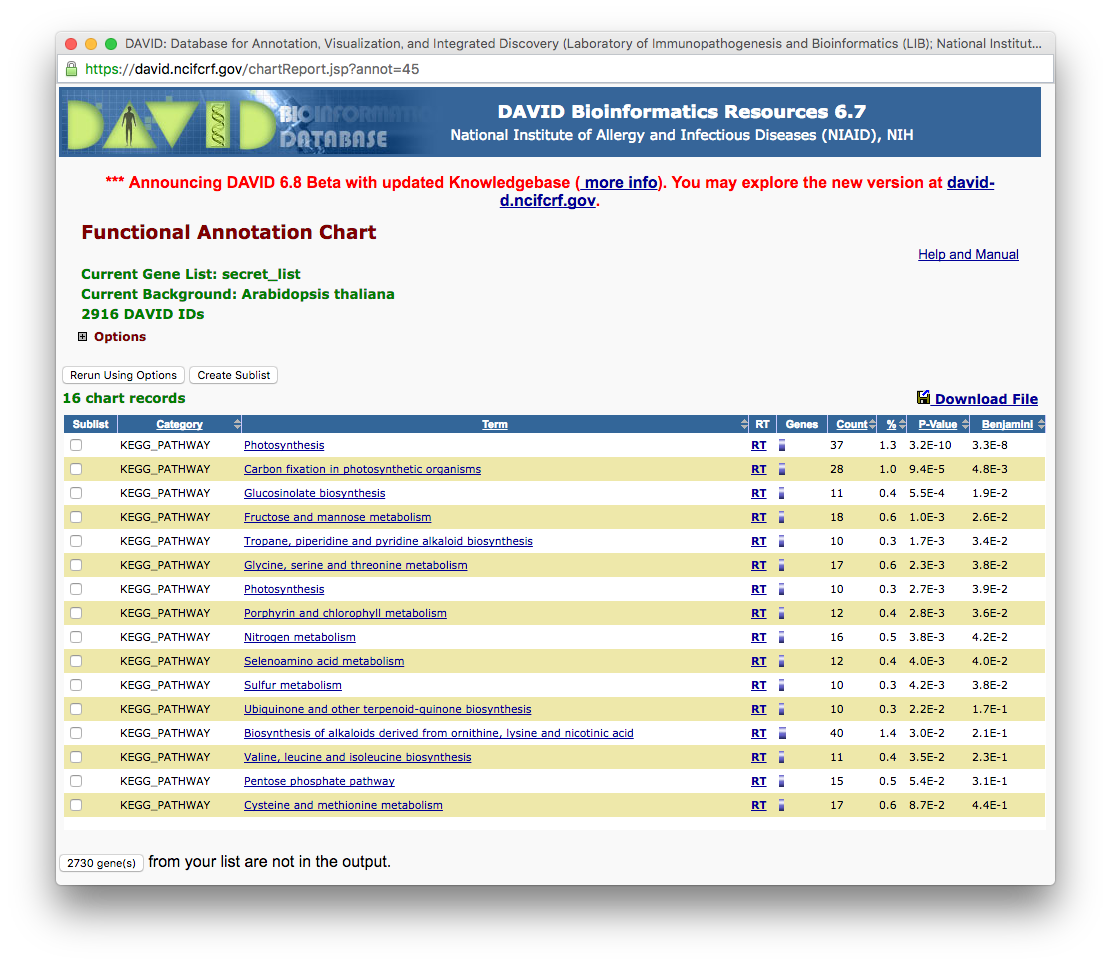 DAVID: Database for Annotation, Visualization, and Integrated Discovery (Laboratory of Immunopathogenesis and Bioinformatics (LIB); National Institut...
https://david.ncifcrf.gov/chartReport.jsp?annot=45
DAVID BIOINFORMATICS DATABASE
DAVID Bioinformatics Resources 6.7
National Institute of Allergy and Infectious Diseases (NIAID), NIH
*** Announcing DAVID 6.8 Beta with updated Knowledgebase ( more info). You may explore the new version at david-
d.ncifcrf.gov.
Functional Annotation Chart
Help and Manual
Current Gene List: secret_list
Current Background: Arabidopsis thaliana
2916 DAVID IDs
Options
Rerun Using Options Create Sublist
16 chart records Download File
Sublist Category Term RT Genes Count % P-Value Benjamini
KEGG_PATHWAY Photosynthesis RT 37 1.3 3.2E-10 3.3E-8
KEGG_PATHWAY Carbon fixation in photosynthetic organisms RT 28 1.0 9.4E-5 4.8E-3
KEGG_PATHWAY Glucosinolate biosynthesis RT 11 0.4 5.5E-4 1.9E-2
KEGG_PATHWAY Fructose and mannose metabolism RT 18 0.6 1.0E-3 2.6E-2
KEGG_PATHWAY Tropane, piperidine and pyridine alkaloid biosynthesis RT 10 0.3 1.7E-3 3.4E-2
KEGG_PATHWAY Glycine, serine and threonine metabolism RT 17 0.6 2.3E-3 3.8E-2
KEGG_PATHWAY Photosynthesis RT 10 0.3 2.7E-3 3.9E-2
KEGG_PATHWAY Porphyrin and chlorophyll metabolism RT 12 0.4 2.8E-3 3.6E-2
KEGG_PATHWAY Nitrogen metabolism RT 16 0.5 3.8E-3 4.2E-2
KEGG_PATHWAY Selenoamino acid metabolism RT 12 0.4 4.0E-3 4.0E-2
KEGG_PATHWAY Sulfur metabolism RT 10 0.3 4.2E-3 3.8E-2
KEGG_PATHWAY Ubiquinone and other terpenoid-quinone biosynthesis RT 10 0.3 2.2E-2 1.7E-1
KEGG_PATHWAY Biosynthesis of alkaloids derived from ornithine, lysine and nicotinic acid RT 40 1.4 3.0E-2 2.1E-1
KEGG_PATHWAY Valine, leucine and isoleucine biosynthesis RT 11 0.4 3.5E-2 2.3E-1
KEGG_PATHWAY Pentose phosphate pathway RT 15 0.5 5.4E-2 3.1E-1
KEGG_PATHWAY Cysteine and methionine metabolism RT 17 0.6 8.7E-2 4.4E-1
2730 gene(s) from your list are not in the output.